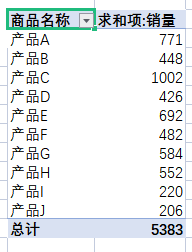 商品名称 求和项:销量
产品A 771
产品B 448
产品C 1002
产品D 426
产品E 692
产品F 482
产品G 584
产品H 552
产品I 220
产品J 206
总计 5383